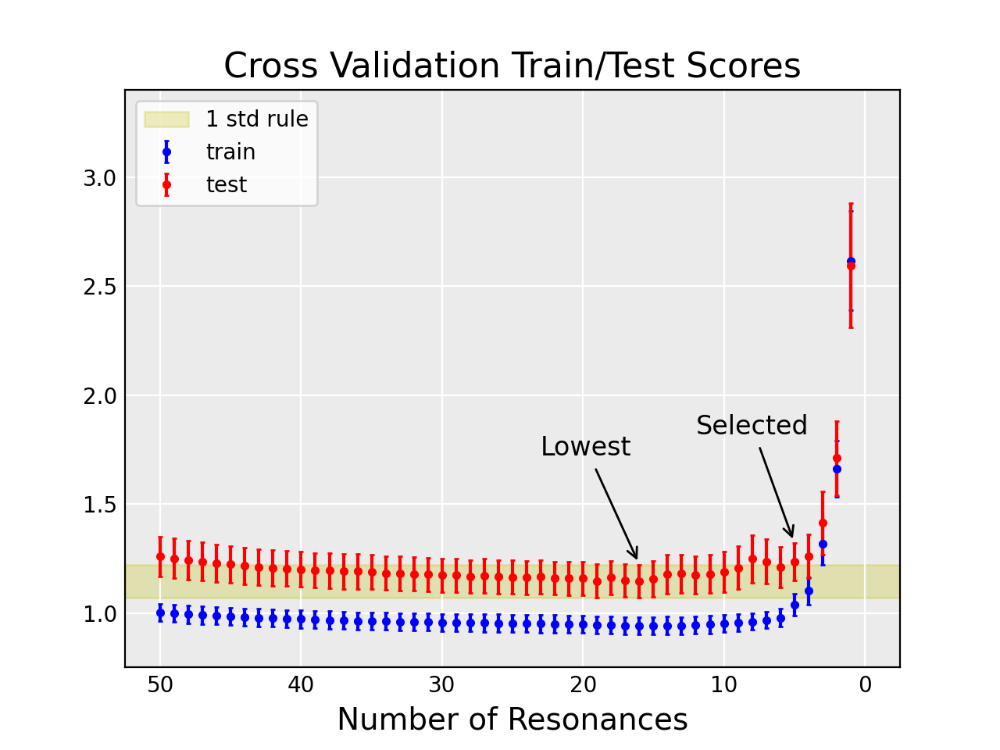 Cross Validation Train/Test Scores
1 std rule
train
test
3.0
2.5
2.0
1.5
1.0
Selected
Lowest
50
40
30
20
10
0
Number of Resonances